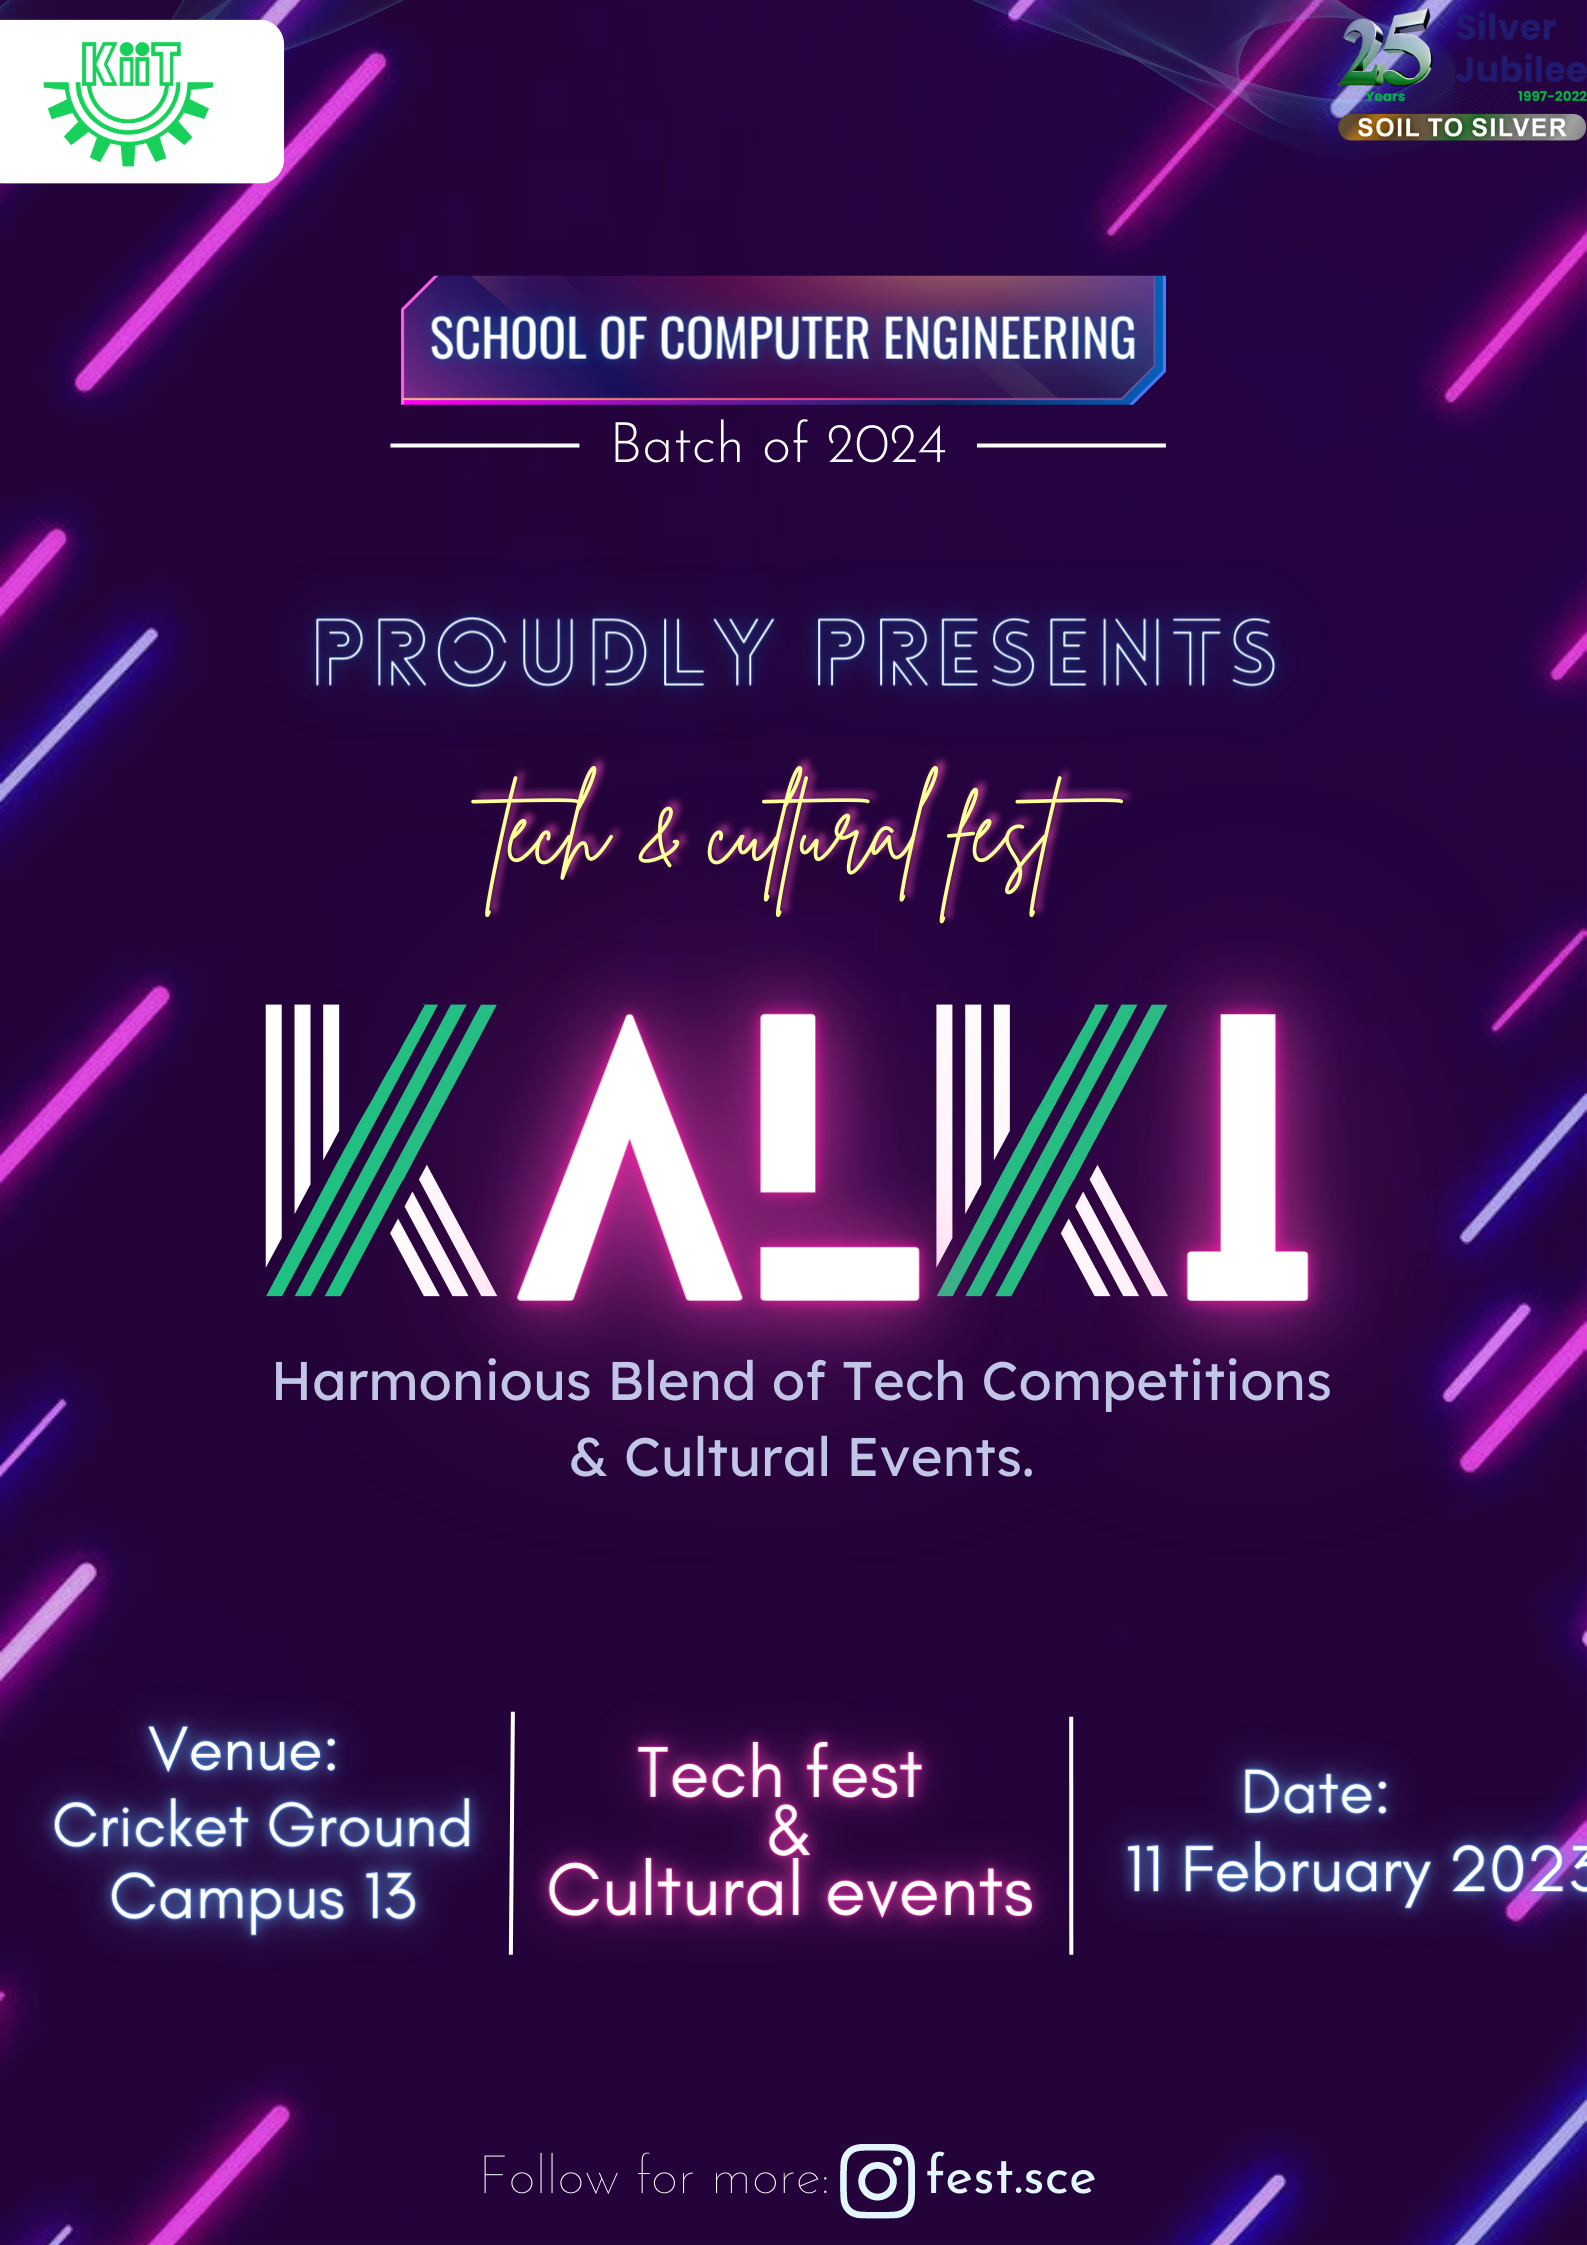 KiiT
25 Silver
Jubilee
Years 1997-2022
SOIL TO SILVER
SCHOOL OF COMPUTER ENGINEERING
Batch of 2024
PROUDLY PRESENTS
tech & cultural fest
KALKI
Harmonious Blend of Tech Competitions
& Cultural Events.
Venue:
Cricket Ground
Campus 13
Tech fest
&
Cultural events
Date:
11 February 2023
Follow for more: fest.sce